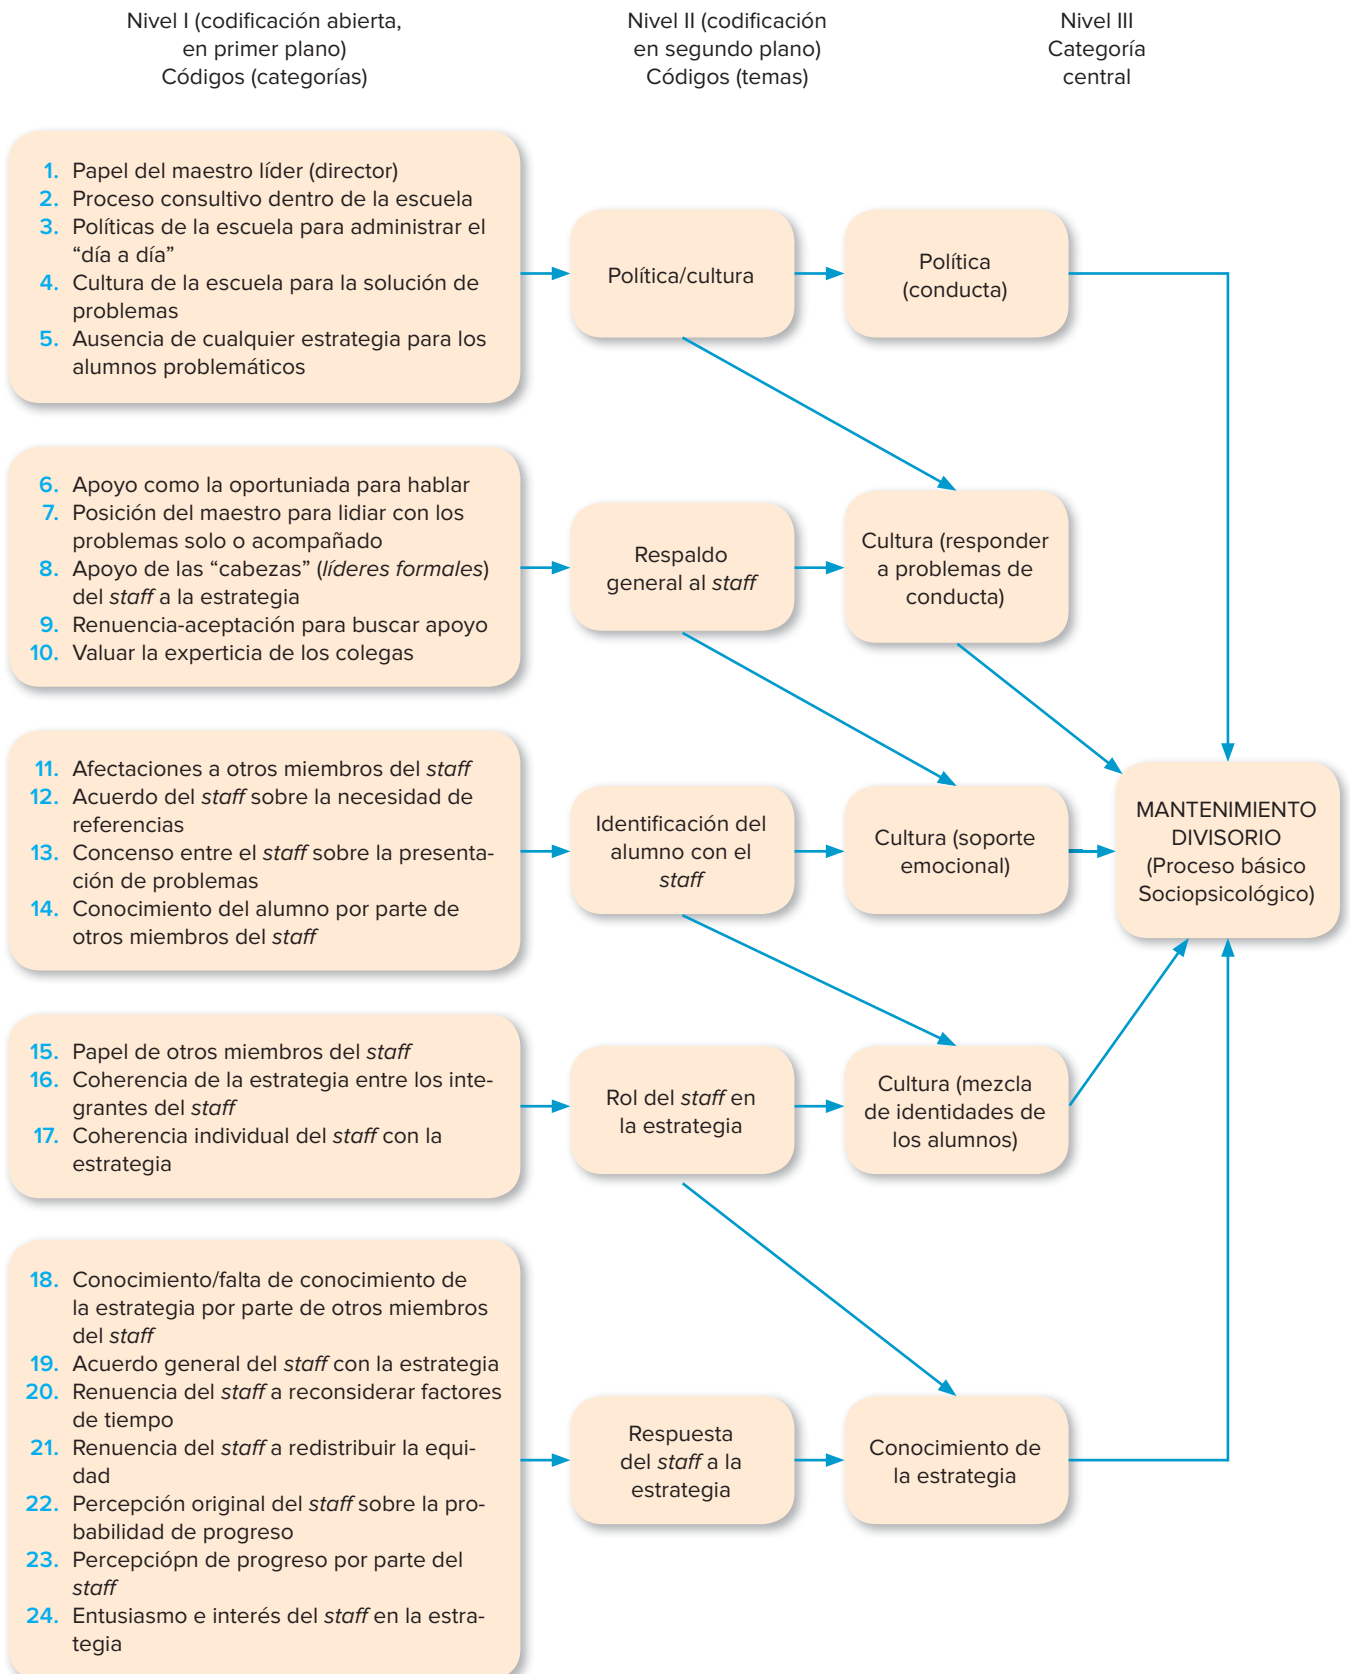 Nivel I (codificación abierta,
en primer plano)
Códigos (categorías)
Nivel II (codificación
en segundo plano)
Códigos (temas)
Nivel III
Categoría
central
1. Papel del maestro líder (director)
2. Proceso consultivo dentro de la escuela
3. Políticas de la escuela para administrar el
“día a día”
4. Cultura de la escuela para la solución de
problemas
5. Ausencia de cualquier estrategia para los
alumnos problemáticos
Política/cultura
Política
(conducta)
6. Apoyo como la oportuniada para hablar
7. Posición del maestro para lidiar con los
problemas solo o acompañado
8. Apoyo de las “cabezas” (líderes formales)
del staff a la estrategia
9. Renuencia-aceptación para buscar apoyo
10. Valuar la experticia de los colegas
Respaldo
general al staff
Cultura (responder
a problemas de
conducta)
11. Afectaciones a otros miembros del staff
12. Acuerdo del staff sobre la necesidad de
referencias
13. Concenso entre el staff sobre la presenta-
ción de problemas
14. Conocimiento del alumno por parte de
otros miembros del staff
Identificación del
alumno con el
staff
Cultura (soporte
emocional)
MANTENIMIENTO
DIVISORIO
(Proceso básico
Sociopsicológico)
15. Papel de otros miembros del staff
16. Coherencia de la estrategia entre los inte-
grantes del staff
17. Coherencia individual del staff con la
estrategia
Rol del staff en
la estrategia
Cultura (mezcla
de identidades de
los alumnos)
18. Conocimiento/falta de conocimiento de
la estrategia por parte de otros miembros
del staff
19. Acuerdo general del staff con la estrategia
20. Renuencia del staff a reconsiderar factores
de tiempo
21. Renuencia del staff a redistribuir la equi-
dad
22. Percepción original del staff sobre la pro-
babilidad de progreso
23. Percepciópn de progreso por parte del
staff
24. Entusiasmo e interés del staff en la estra-
tegia
Respuesta
del staff a la
estrategia
Conocimiento de
la estrategia